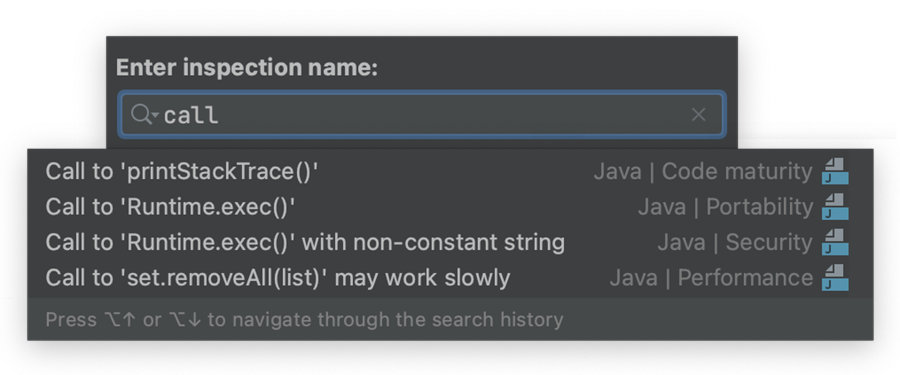 Enter inspection name:
call
Call to 'printStackTrace()' Java | Code maturity
Call to 'Runtime.exec()' Java | Portability
Call to 'Runtime.exec()' with non-constant string Java | Security
Call to 'set.removeAll(list)' may work slowly Java | Performance
Press ⌥↑ or ⌥↓ to navigate through the search history